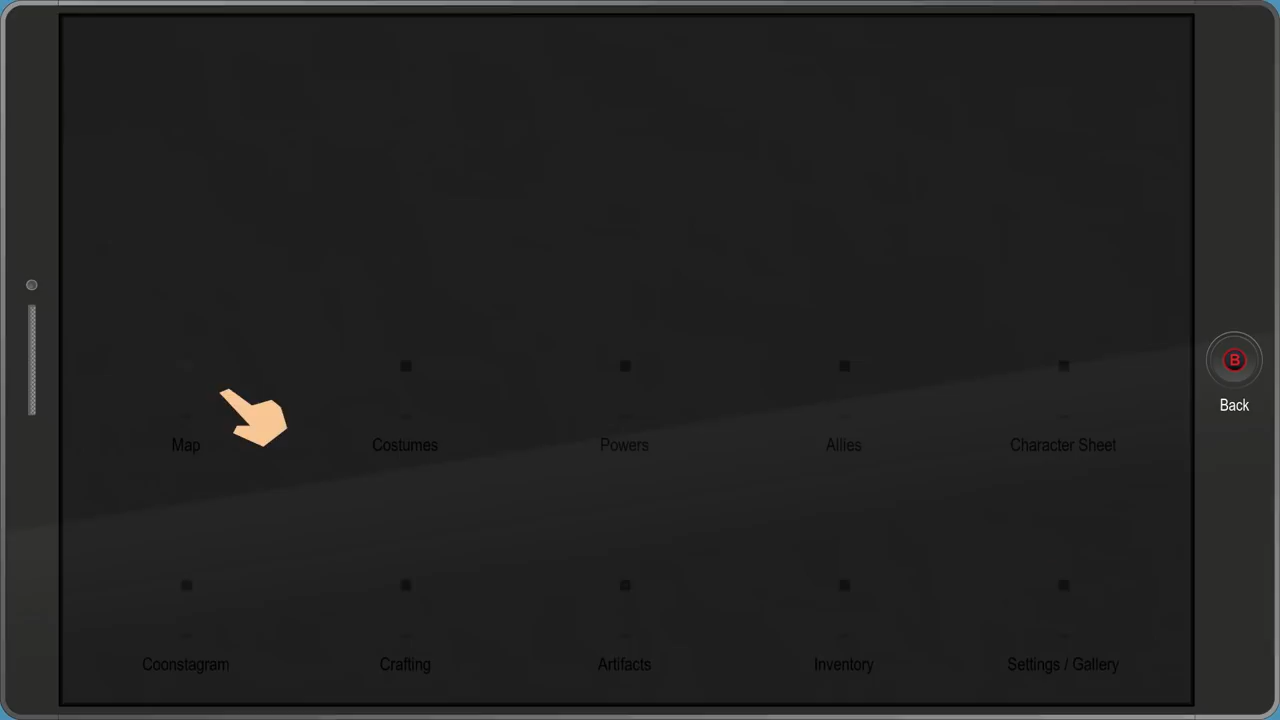 B
Back
Map
Costumes
Powers
Allies
Character Sheet
Coonstagram
Crafting
Artifacts
Inventory
Settings / Gallery